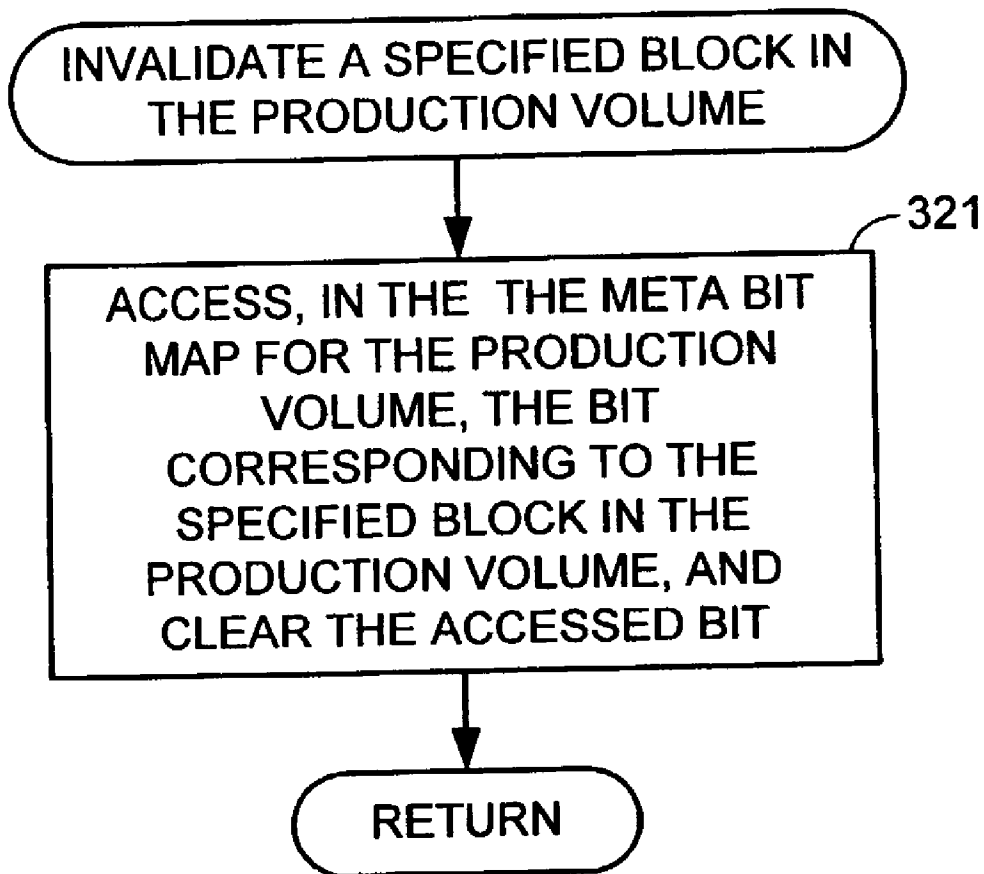 INVALIDATE A SPECIFIED BLOCK IN
THE PRODUCTION VOLUME
321
ACCESS, IN THE THE META BIT
MAP FOR THE PRODUCTION
VOLUME, THE BIT
CORRESPONDING TO THE
SPECIFIED BLOCK IN THE
PRODUCTION VOLUME, AND
CLEAR THE ACCESSED BIT
RETURN